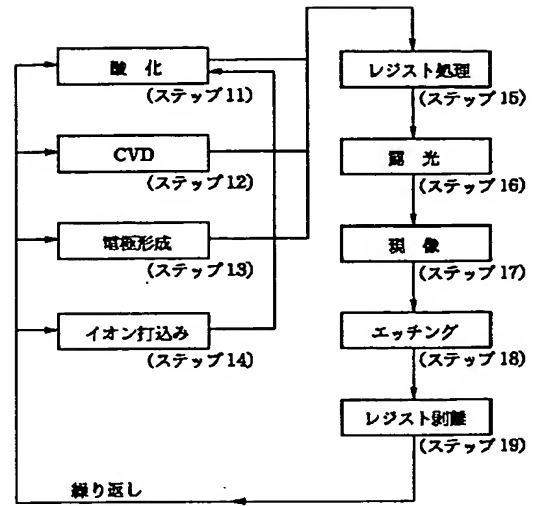 酸 化
(ステップ11)
CVD
(ステップ12)
電極形成
(ステップ13)
イオン打込み
(ステップ14)
レジスト処理
(ステップ15)
露 光
(ステップ16)
現 像
(ステップ17)
エッチング
(ステップ18)
レジスト剝離
(ステップ19)
繰り返し